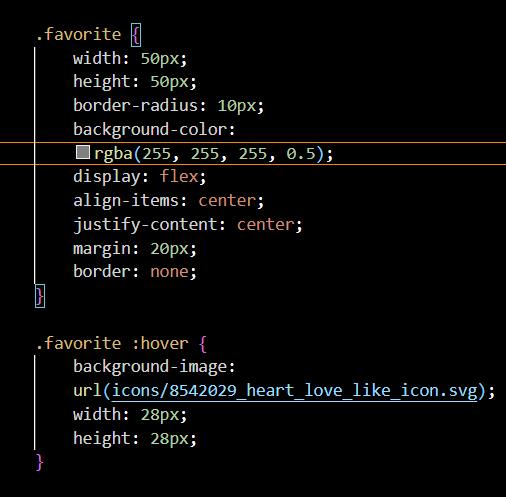 .favorite {
width: 50px;
height: 50px;
border-radius: 10px;
background-color:
rgba(255, 255, 255, 0.5);
display: flex;
align-items: center;
justify-content: center;
margin: 20px;
border: none;
}
.favorite :hover {
background-image:
url(icons/8542029_heart_love_like_icon.svg);
width: 28px;
height: 28px;
}